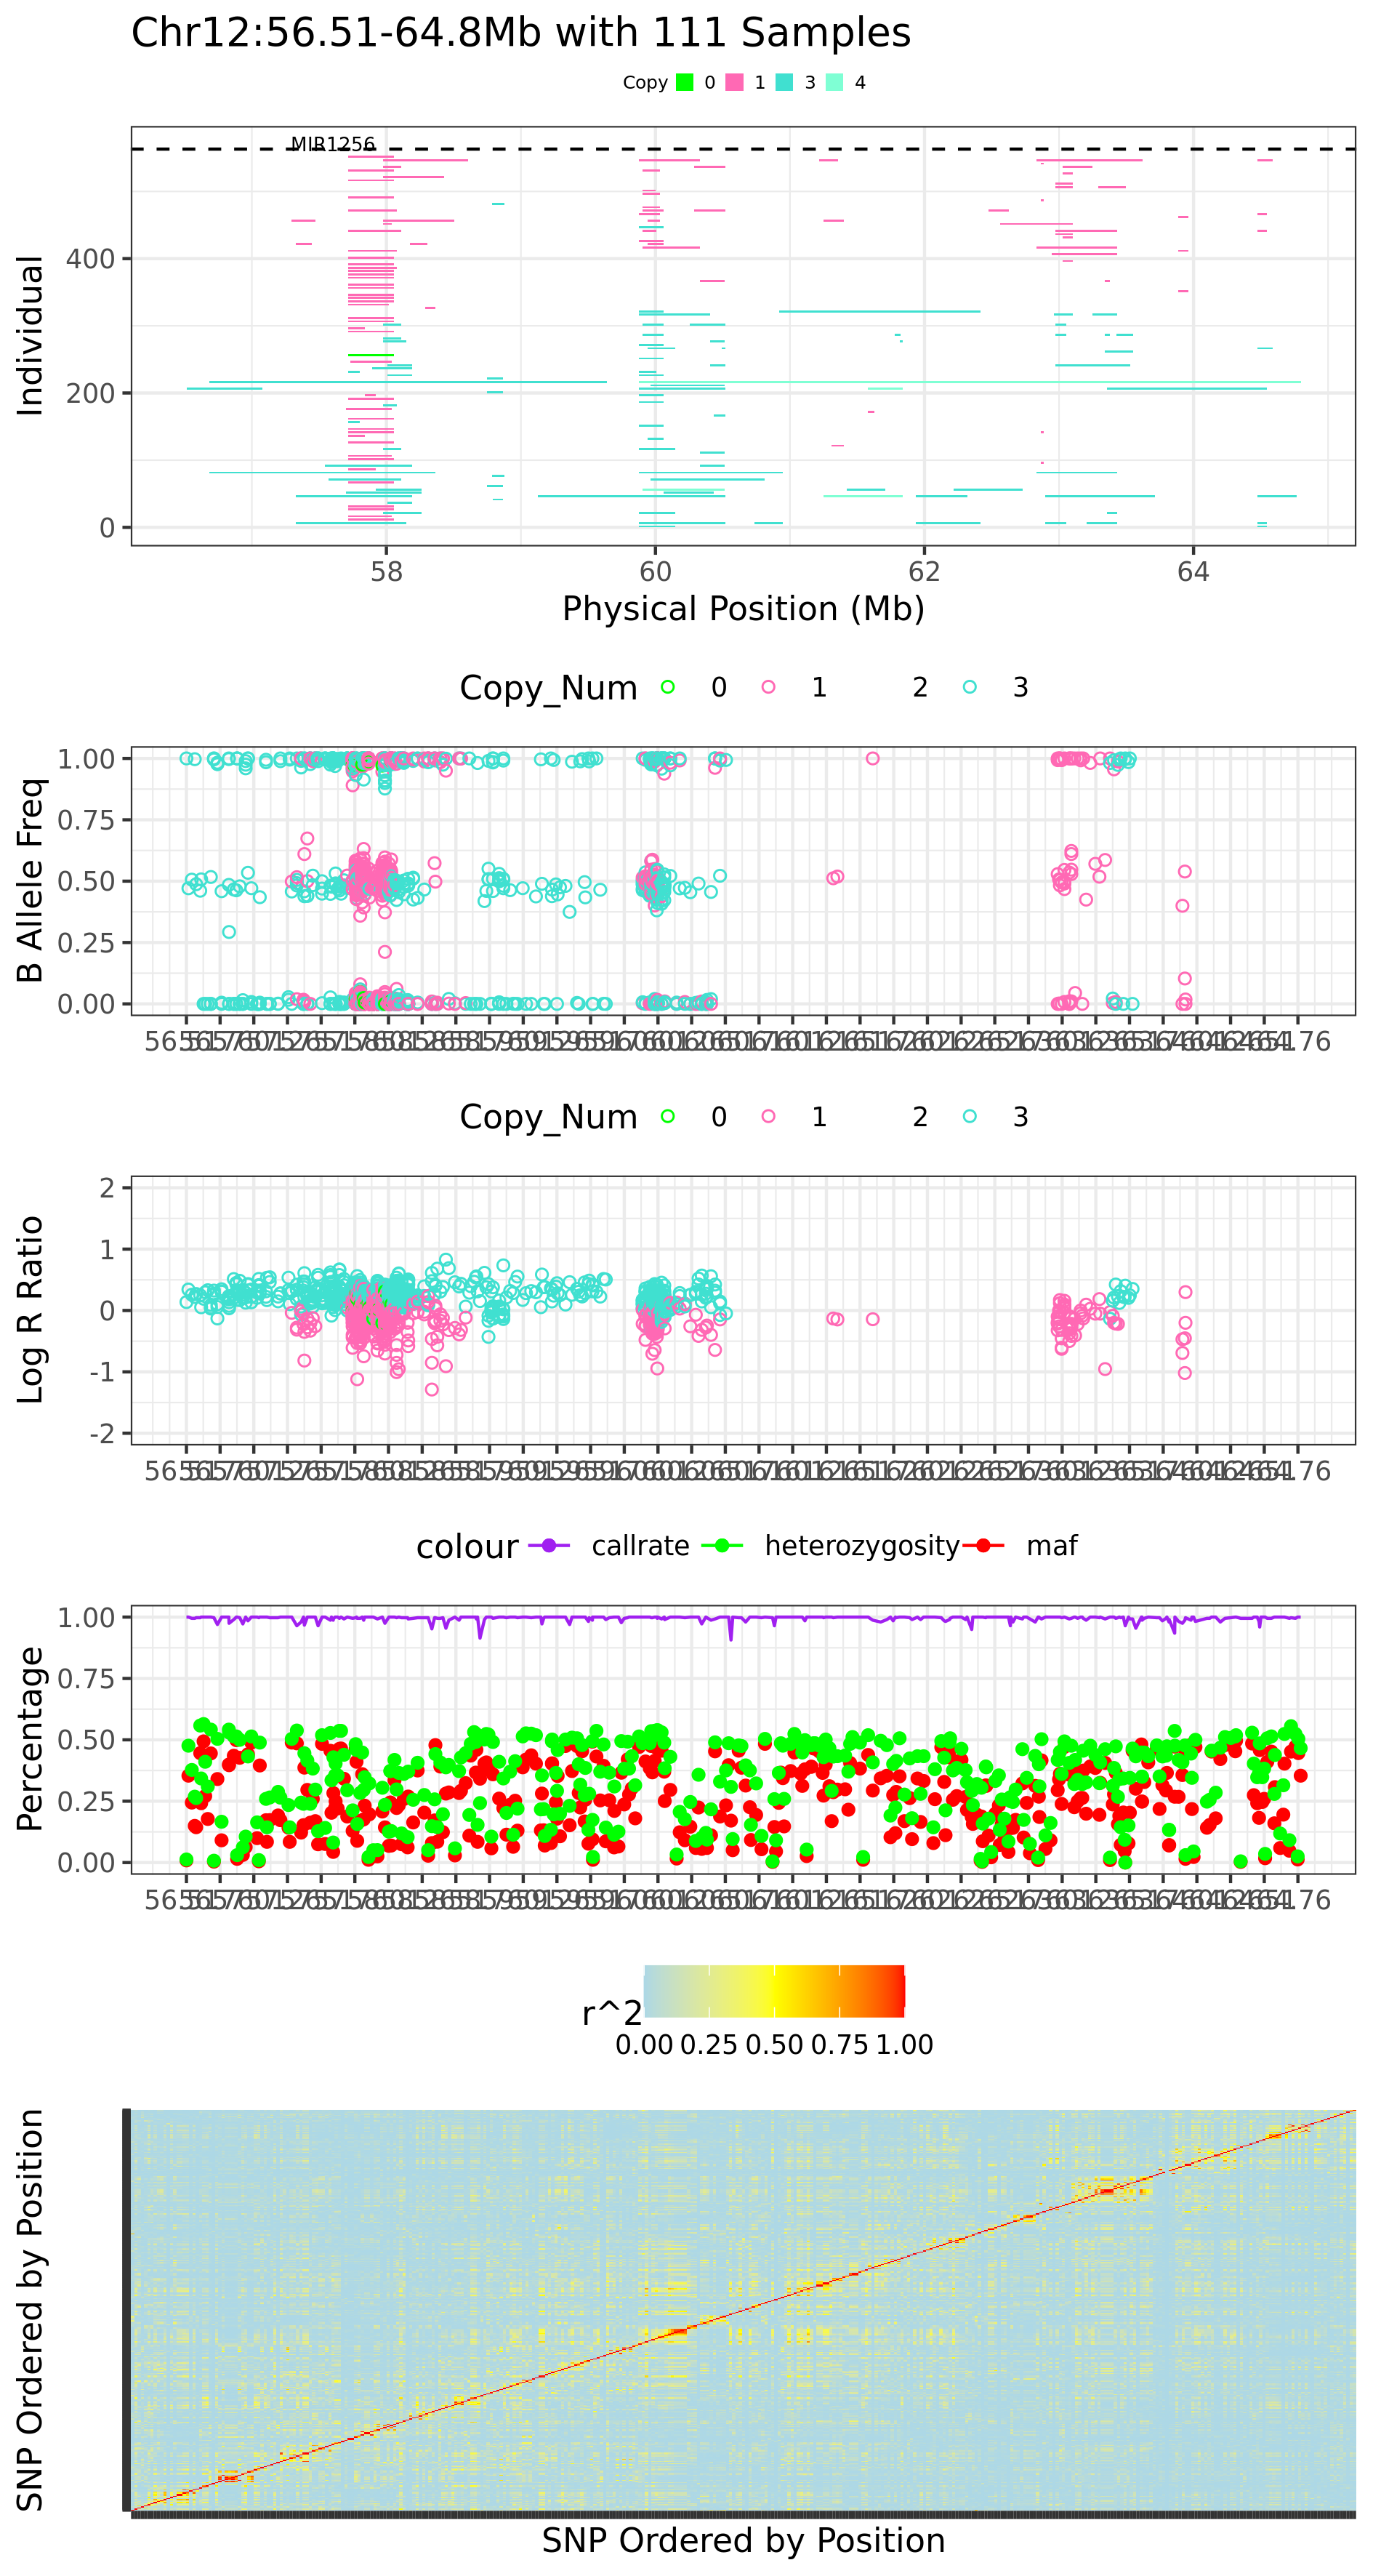 Chr12:56.51-64.8Mb with 111 Samples
Copy 0 1 3 4
MIR1256
400
200
0
Individual
58 60 62 64
Physical Position (Mb)
Copy_Num 0 1 2 3
1.00
0.75
0.50
0.25
0.00
B Allele Freq
Copy_Num 0 1 2 3
2
1
0
-1
-2
Log R Ratio
colour callrate heterozygosity maf
1.00
0.75
0.50
0.25
0.00
Percentage
r^2
0.00 0.25 0.50 0.75 1.00
SNP Ordered by Position
SNP Ordered by Position